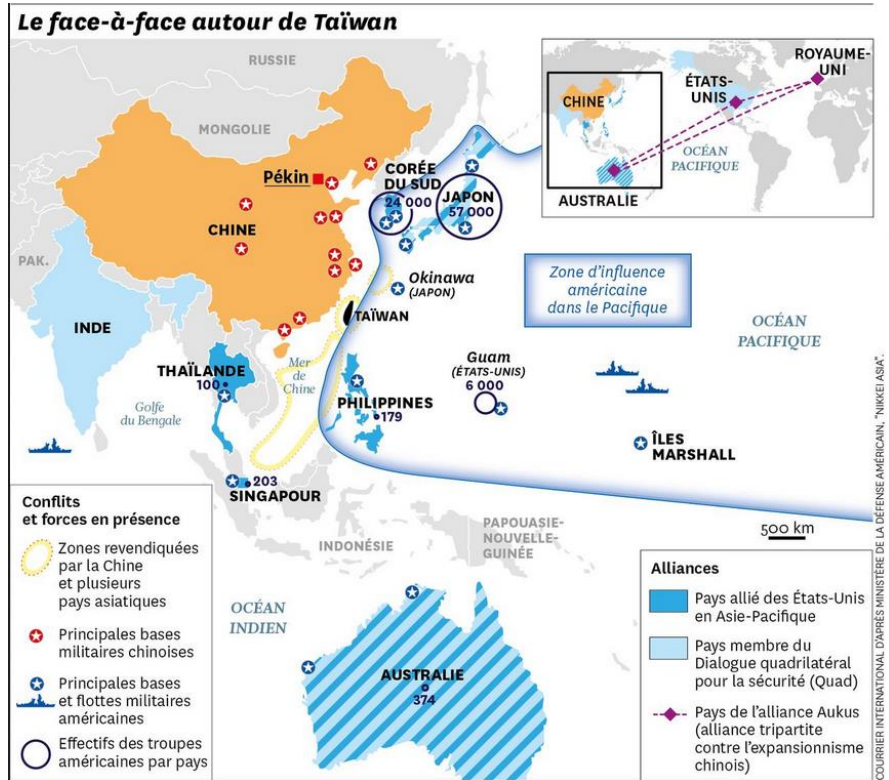 Le face-à-face autour de Taïwan
RUSSIE
MONGOLIE
Pékin
CHINE
PAK.
INDE
CORÉE
DU SUD
24 000
JAPON
57 000
Okinawa
(JAPON)
TAÏWAN
Mer
de
Chine
THAÏLANDE
100
Golfe
du Bengale
PHILIPPINES
179
Guam
(ÉTATS-UNIS)
6 000
Zone d'influence
américaine
dans le Pacifique
OCÉAN
PACIFIQUE
ÎLES
MARSHALL
203
SINGAPOUR
INDONÉSIE
PAPOUASIE-
NOUVELLE-
GUINÉE
500 km
OCÉAN
INDIEN
AUSTRALIE
374
ROYAUME-
UNI
ÉTATS-
UNIS
CHINE
OCÉAN
PACIFIQUE
AUSTRALIE
Conflits
et forces en présence
Zones revendiquées
par la Chine
et plusieurs
pays asiatiques
Principales bases
militaires chinoises
Principales bases
et flottes militaires
américaines
Effectifs des troupes
américaines par pays
Alliances
Pays allié des États-Unis
en Asie-Pacifique
Pays membre du
Dialogue quadrilatéral
pour la sécurité (Quad)
Pays de l'alliance Aukus
(alliance tripartite
contre l'expansionnisme
chinois)
COURRIER INTERNATIONAL D'APRÈS MINISTÈRE DE LA DÉFENSE AMÉRICAIN, "NIKKEI ASIA".